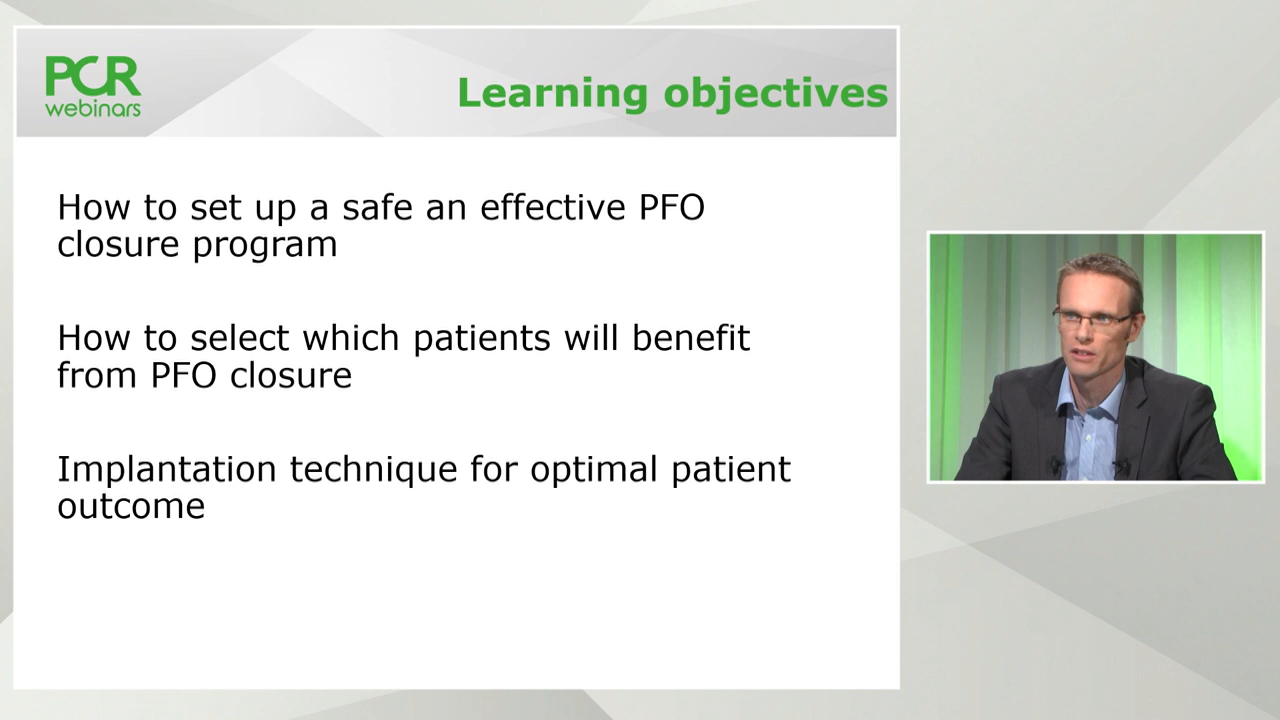 PCR
webinars
Learning objectives
How to set up a safe an effective PFO
closure program
How to select which patients will benefit
from PFO closure
Implantation technique for optimal patient
outcome